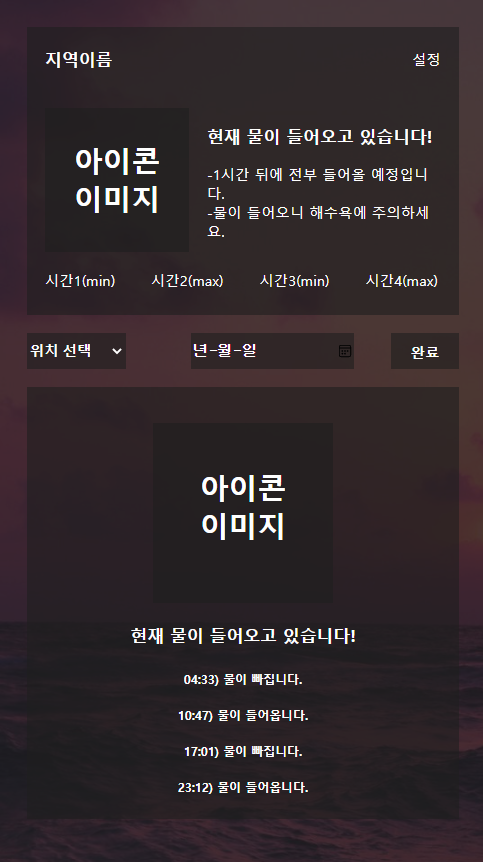 지역이름
설정
아이콘
이미지
현재 물이 들어오고 있습니다!
-1시간 뒤에 전부 들어올 예정입니
다.
-물이 들어오니 해수욕에 주의하세
요.
시간1(min) 시간2(max) 시간3(min) 시간4(max)
위치 선택
년-월-일
완료
아이콘
이미지
현재 물이 들어오고 있습니다!
04:33) 물이 빠집니다.
10:47) 물이 들어옵니다.
17:01) 물이 빠집니다.
23:12) 물이 들어옵니다.